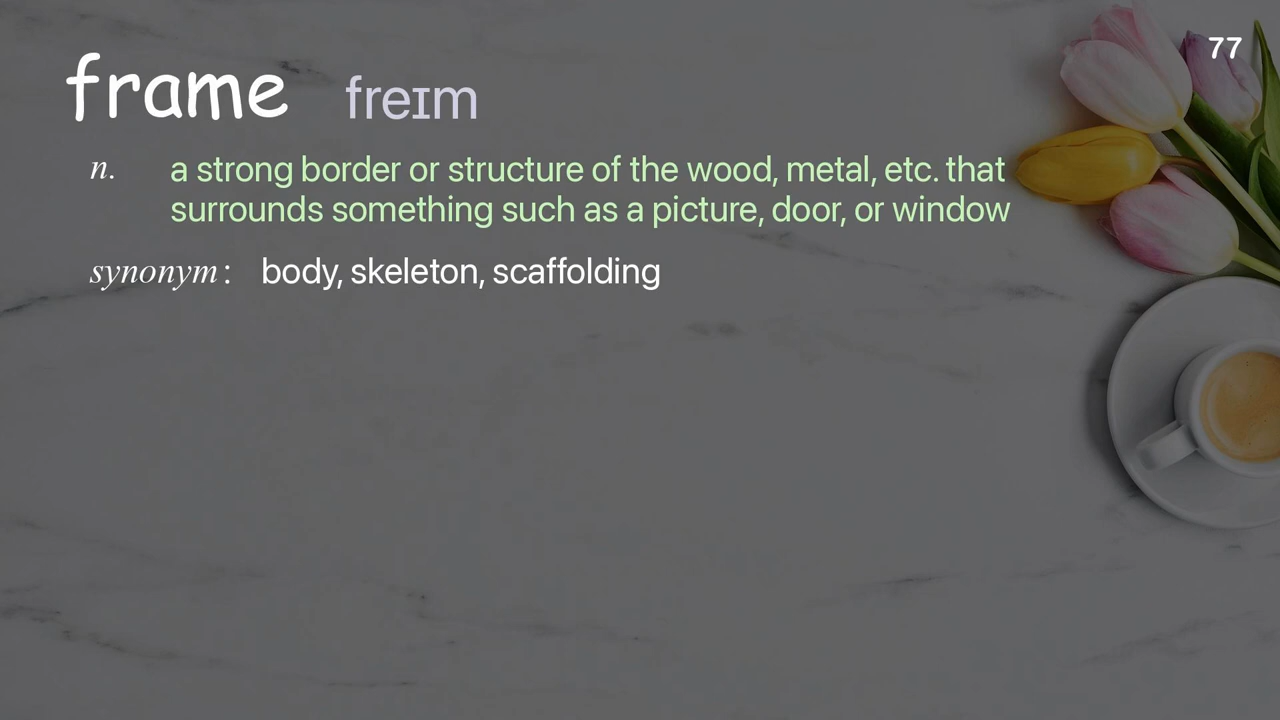 77
frame freɪm
n. a strong border or structure of the wood, metal, etc. that
surrounds something such as a picture, door, or window
synonym: body, skeleton, scaffolding